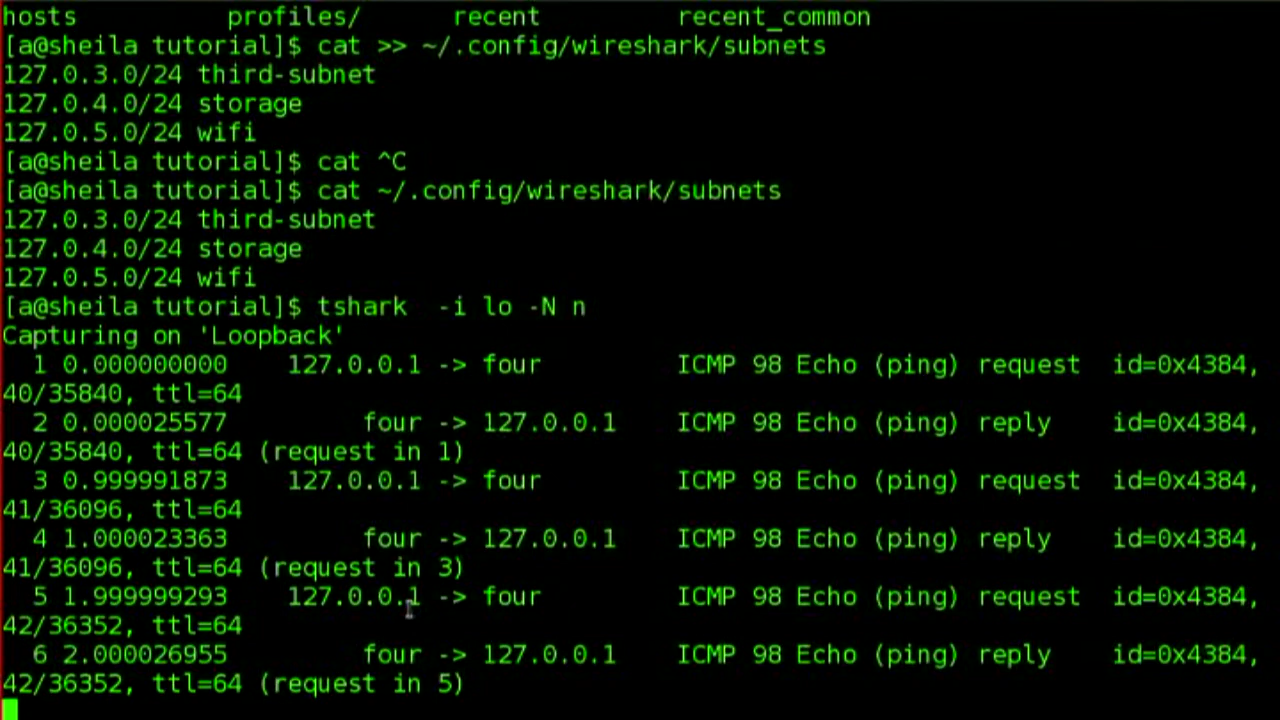 hosts profiles/ recent recent_common
[a@sheila tutorial]$ cat >> ~/.config/wireshark/subnets
127.0.3.0/24 third-subnet
127.0.4.0/24 storage
127.0.5.0/24 wifi
[a@sheila tutorial]$ cat ^C
[a@sheila tutorial]$ cat ~/.config/wireshark/subnets
127.0.3.0/24 third-subnet
127.0.4.0/24 storage
127.0.5.0/24 wifi
[a@sheila tutorial]$ tshark  -i lo -N n
Capturing on 'Loopback'
1 0.000000000 127.0.0.1 -> four ICMP 98 Echo (ping) request id=0x4384,
40/35840, ttl=64
2 0.000025577 four -> 127.0.0.1 ICMP 98 Echo (ping) reply id=0x4384,
40/35840, ttl=64 (request in 1)
3 0.999991873 127.0.0.1 -> four ICMP 98 Echo (ping) request id=0x4384,
41/36096, ttl=64
4 1.000023363 four -> 127.0.0.1 ICMP 98 Echo (ping) reply id=0x4384,
41/36096, ttl=64 (request in 3)
5 1.999999293 127.0.0.1 -> four ICMP 98 Echo (ping) request id=0x4384,
42/36352, ttl=64
6 2.000026955 four -> 127.0.0.1 ICMP 98 Echo (ping) reply id=0x4384,
42/36352, ttl=64 (request in 5)